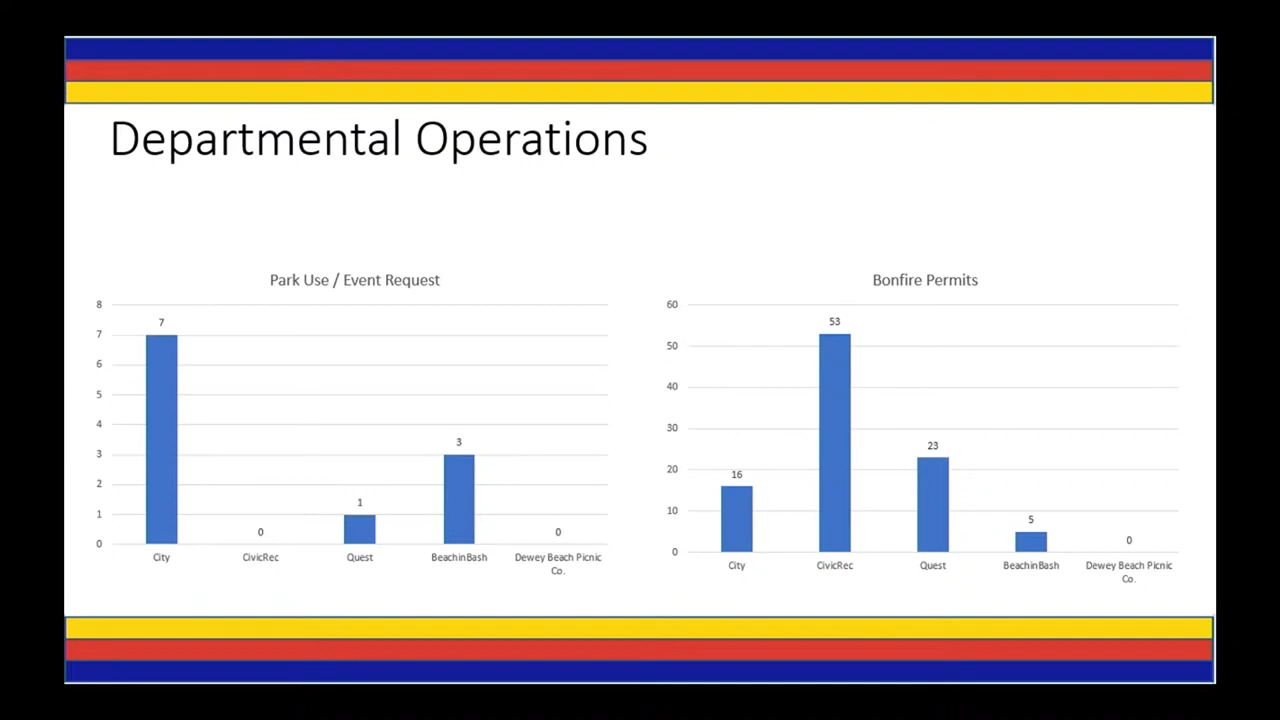 Departmental Operations
Park Use / Event Request
8
7
6
5
4
3
2
1
0
7
0
1
3
0
City
CivicRec
Quest
BeachinBash
Dewey Beach Picnic
Co.
Bonfire Permits
60
50
40
30
20
10
0
16
53
23
5
0
City
CivicRec
Quest
BeachinBash
Dewey Beach Picnic
Co.